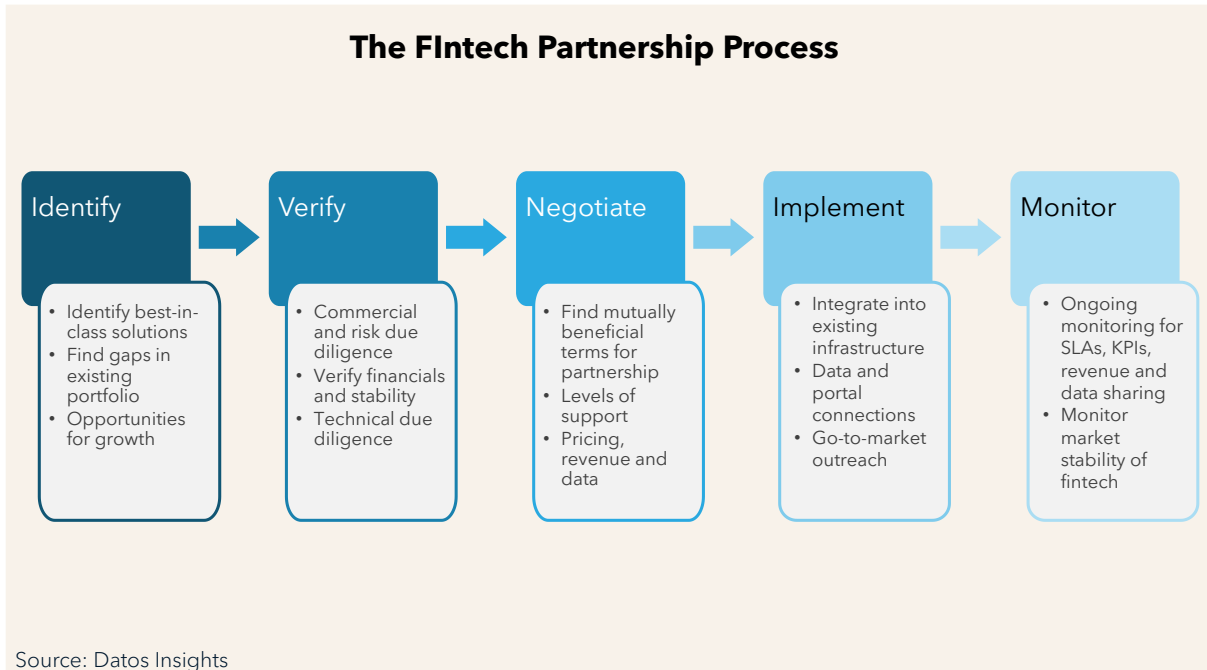 The FIntech Partnership Process
Identify
• Identify best-in-
class solutions
• Find gaps in
existing
portfolio
• Opportunities
for growth
Verify
• Commercial
and risk due
diligence
• Verify financials
and stability
• Technical due
diligence
Negotiate
• Find mutually
beneficial
terms for
partnership
• Levels of
support
• Pricing,
revenue and
data
Implement
• Integrate into
existing
infrastructure
• Data and
portal
connections
• Go-to-market
outreach
Monitor
• Ongoing
monitoring for
SLAs, KPIs,
revenue and
data sharing
• Monitor
market
stability of
fintech
Source: Datos Insights